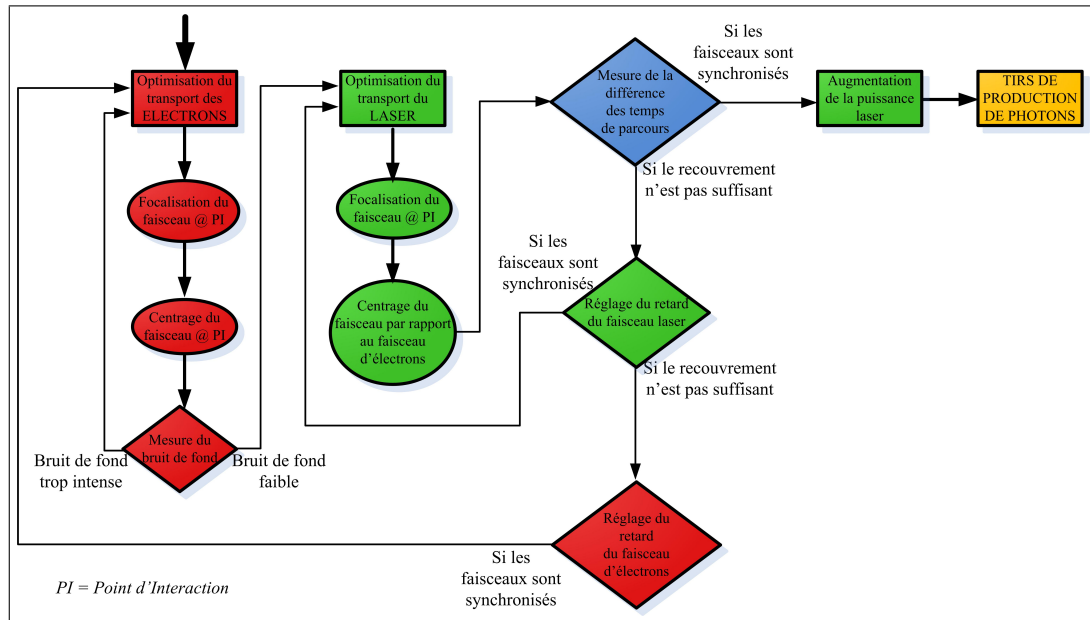 Optimisation du
transport des
ELECTRONS
Focalisation du
faisceau @ PI
Centrage du
faisceau @ PI
Mesure du
bruit de fond
Bruit de fond
trop intense
Bruit de fond
faible
Optimisation du
transport du
LASER
Focalisation du
faisceau @ PI
Centrage du
faisceau par rapport
au faisceau
d'électrons
Mesure de la
différence
des temps
de parcours
Si les
faisceaux sont
synchronisés
Augmentation
de la puissance
laser
TIRS DE
PRODUCTION
DE PHOTONS
Si le recouvrement
n'est pas suffisant
Si les
faisceaux sont
synchronisés
Réglage du retard
du faisceau laser
Si le recouvrement
n'est pas suffisant
Réglage du
retard
du faisceau
d'électrons
Si les
faisceaux sont
synchronisés
PI = Point d'Interaction